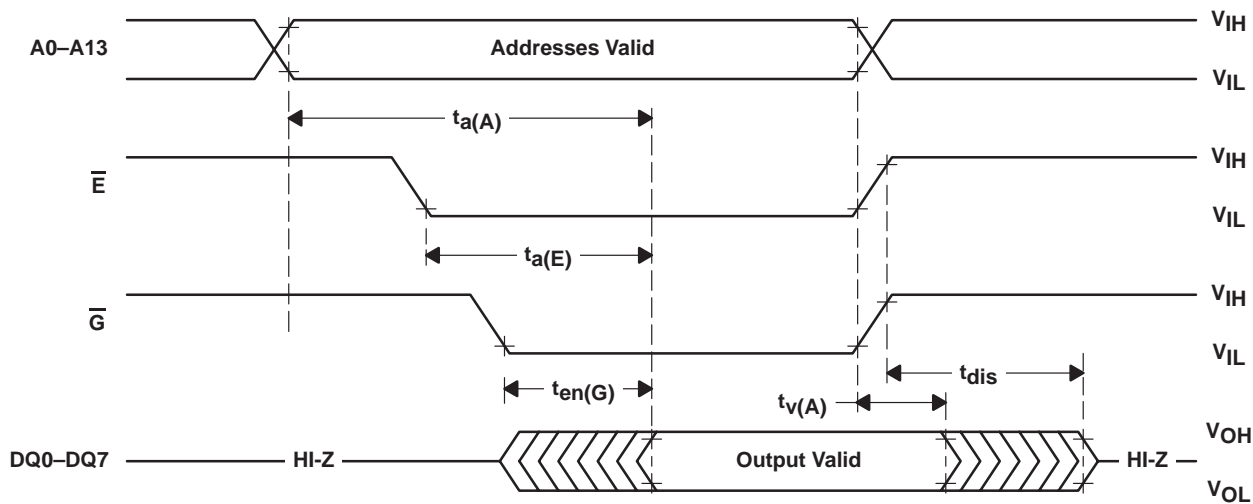 A0–A13
Addresses Valid
VIH
VIL
ta(A)
E
VIH
VIL
ta(E)
G
VIH
VIL
ten(G)
tdis
tv(A)
DQ0–DQ7
HI-Z
Output Valid
HI-Z
VOH
VOL